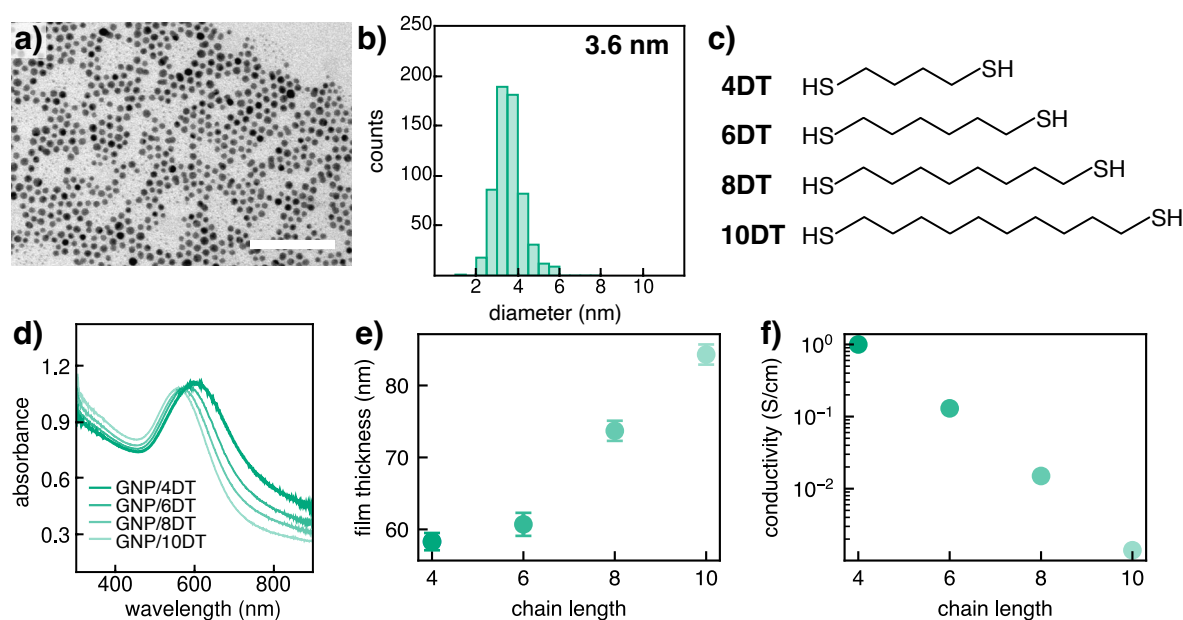 a)
b)
3.6 nm
250
200
150
100
50
counts
2 4 6 8 10
diameter (nm)
c)
4DT
HS
SH
6DT
HS
SH
8DT
HS
SH
10DT
HS
SH
d)
1.2
0.9
0.6
0.3
absorbance
GNP/4DT
GNP/6DT
GNP/8DT
GNP/10DT
400 600 800
wavelength (nm)
e)
80
70
60
film thickness (nm)
4 6 8 10
chain length
f)
10⁰
10⁻¹
10⁻²
conductivity (S/cm)
4 6 8 10
chain length